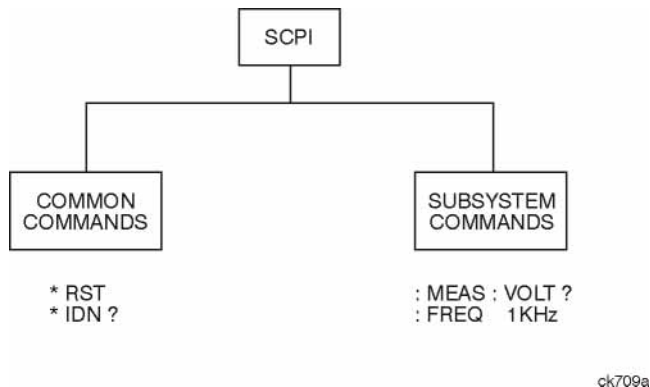 SCPI
COMMON
COMMANDS
SUBSYSTEM
COMMANDS
* RST
* IDN ?
: MEAS : VOLT ?
: FREQ 1KHz
ck709a